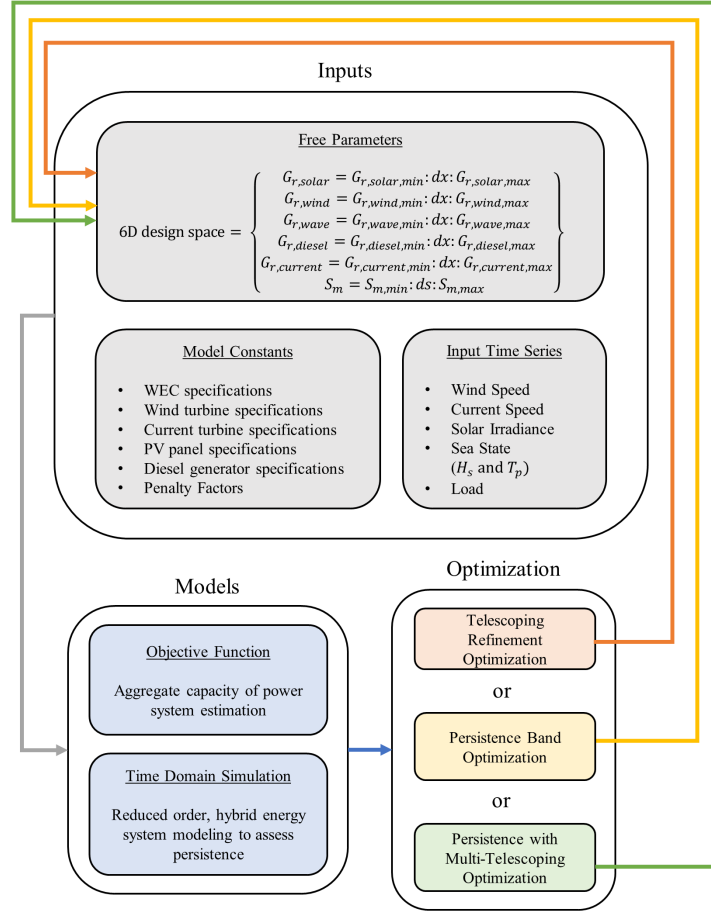 Inputs
Free Parameters
6D design space = {
G_{r,solar} = G_{r,solar,min}: dx: G_{r,solar,max}
G_{r,wind} = G_{r,wind,min}: dx: G_{r,wind,max}
G_{r,wave} = G_{r,wave,min}: dx: G_{r,wave,max}
G_{r,diesel} = G_{r,diesel,min}: dx: G_{r,diesel,max}
G_{r,current} = G_{r,current,min}: dx: G_{r,current,max}
S_m = S_{m,min}: ds: S_{m,max}
}
Model Constants
• WEC specifications
• Wind turbine specifications
• Current turbine specifications
• PV panel specifications
• Diesel generator specifications
• Penalty Factors
Input Time Series
• Wind Speed
• Current Speed
• Solar Irradiance
• Sea State
(H_s and T_p)
• Load
Models
Objective Function
Aggregate capacity of power
system estimation
Time Domain Simulation
Reduced order, hybrid energy
system modeling to assess
persistence
Optimization
Telescoping
Refinement
Optimization
or
Persistence Band
Optimization
or
Persistence with
Multi-Telescoping
Optimization